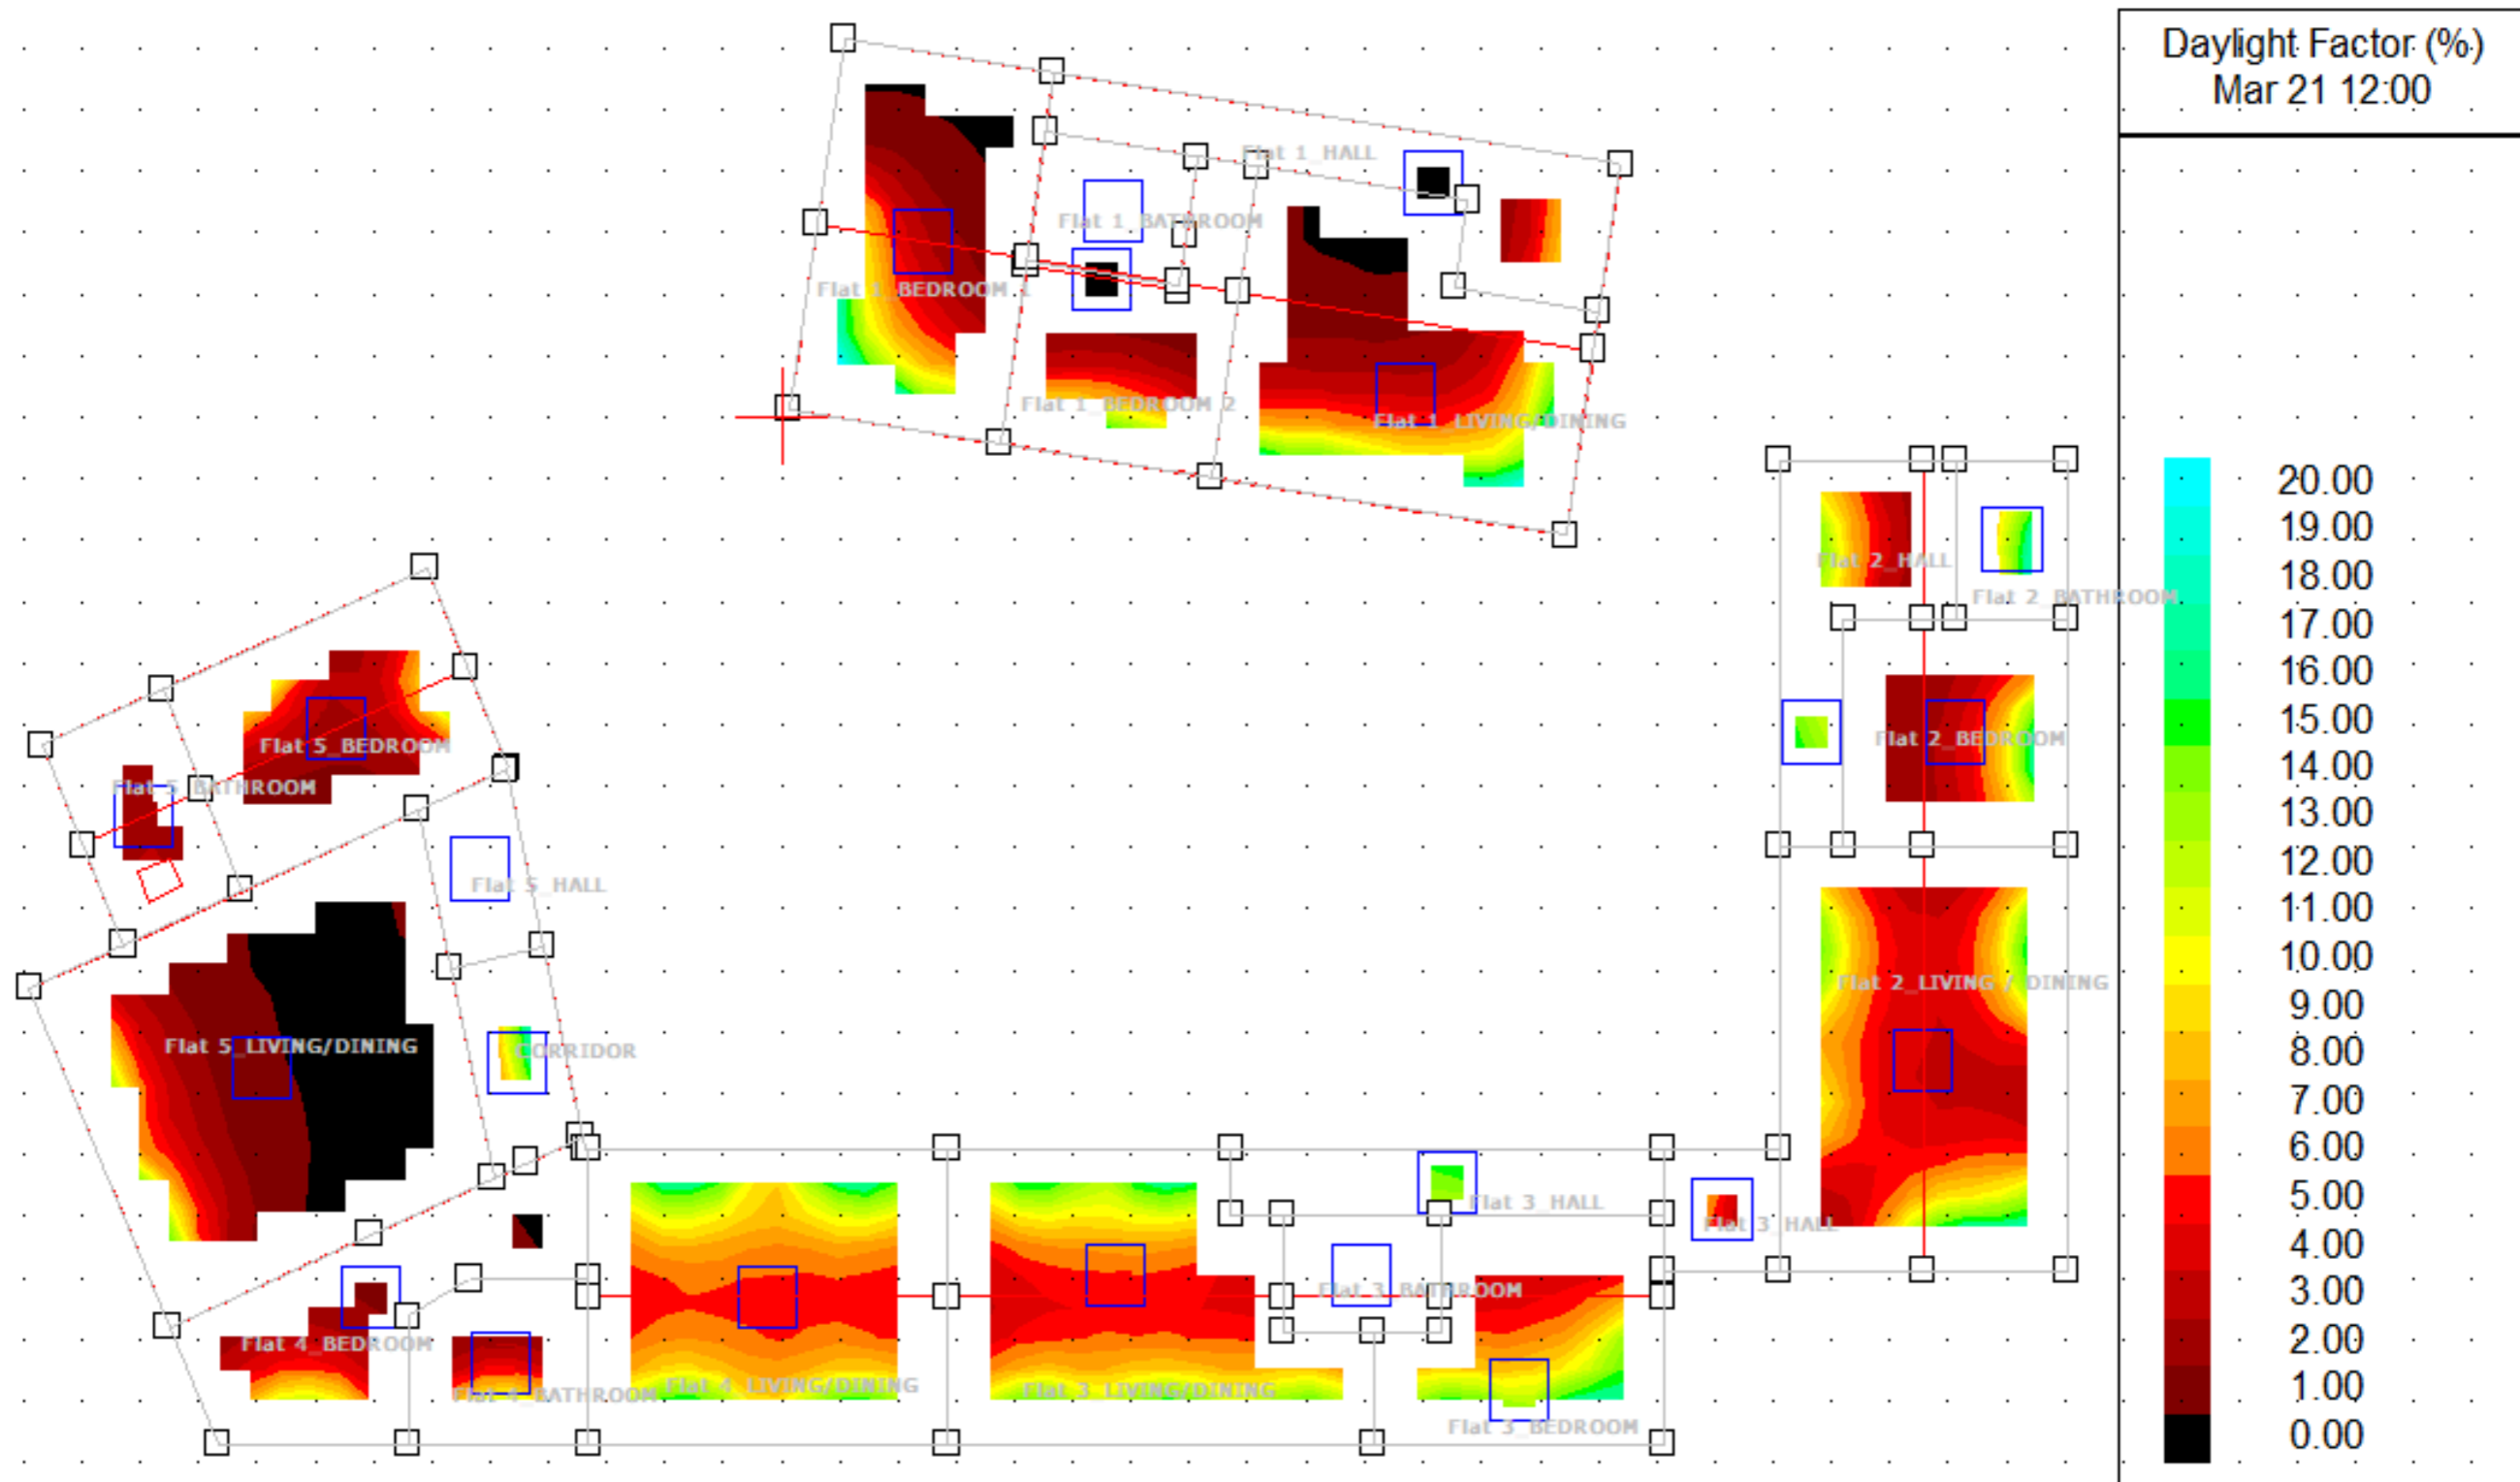 Daylight Factor (%)
Mar 21 12:00
Flat 1_HALL
Flat 1_BATHROOM
Flat 1_BEDROOM 1
Flat 1_BEDROOM 2
Flat 1_LIVING/DINING
Flat 2_HALL
Flat 2_BATHROOM
Flat 2_BEDROOM
Flat 2_LIVING / DINING
Flat 5_BEDROOM
Flat 5_BATHROOM
Flat 5_HALL
Flat 5_LIVING/DINING
CORRIDOR
Flat 3_HALL
Flat 3_HALL
Flat 3_BATHROOM
Flat 4_BEDROOM
Flat 4_BATHROOM
Flat 4_LIVING/DINING
Flat 3_LIVING/DINING
Flat 3_BEDROOM
20.00
19.00
18.00
17.00
16.00
15.00
14.00
13.00
12.00
11.00
10.00
9.00
8.00
7.00
6.00
5.00
4.00
3.00
2.00
1.00
0.00